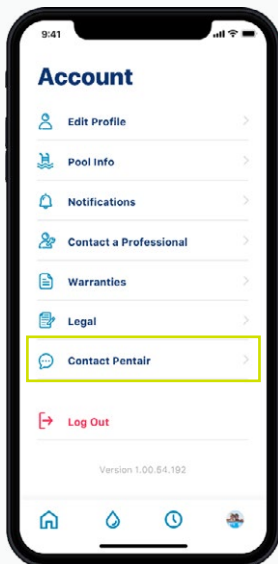 9:41
Account
Edit Profile
Pool Info
Notifications
Contact a Professional
Warranties
Legal
Contact Pentair
Log Out
Version 1.00.54.192